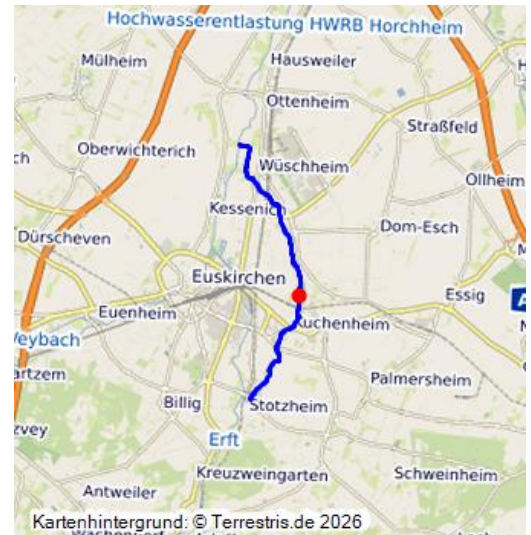 Hochwasserentlastung HWRB Horchheim
Mülheim
Hausweiler
Ottenheim
Straßfeld
Oberwichterich
Wüschheim
Ollheim
Kessenich
Dom-Esch
Dürscheven
Euskirchen
Essig
Euenheim
Kuchenheim
Palmersheim
Billig
Stotzheim
Erft
Kreuzweingarten
Schweinheim
Antweiler
Kartenhintergrund: © Terrestris.de 2026